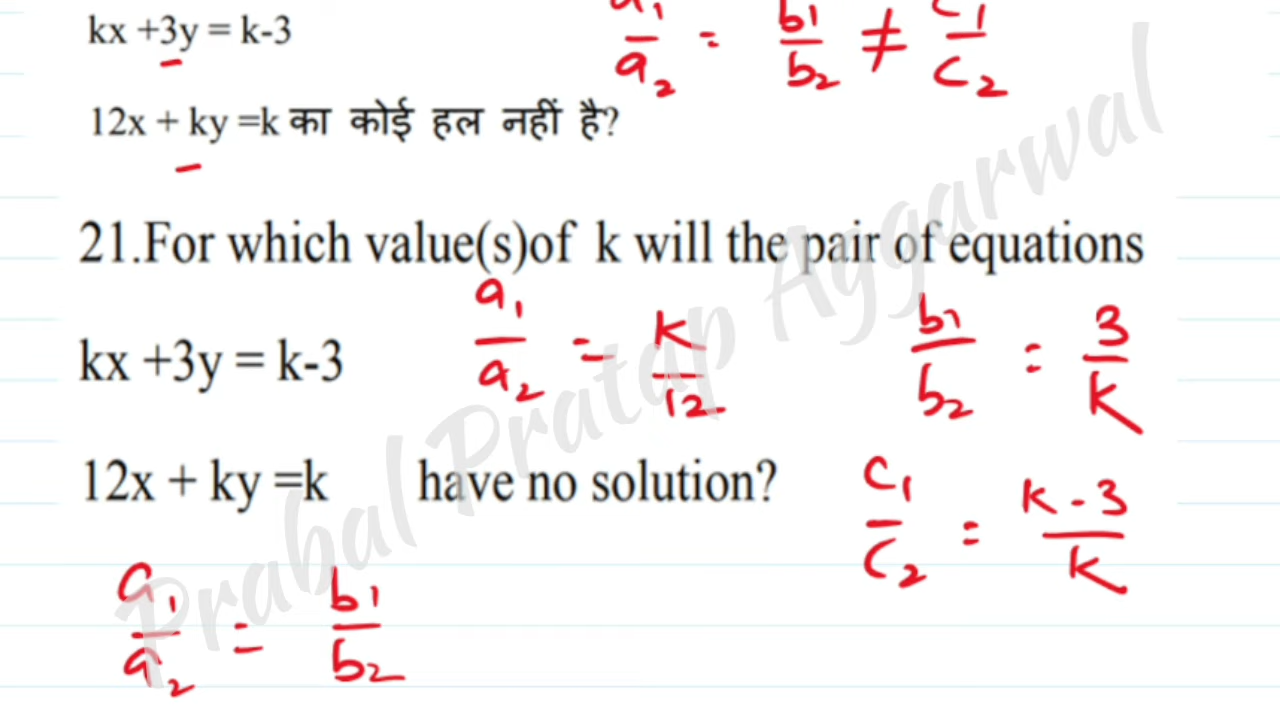 kx +3y = k-3
a1/a2 = b1/b2 ≠ c1/c2
12x + ky =k का कोई हल नहीं है?
21.For which value(s)of k will the pair of equations
kx +3y = k-3
a1/a2 = k/12
b1/b2 = 3/k
12x + ky =k have no solution?
c1/c2 = k-3/k
a1/a2 = b1/b2
Prabal Pratap Aggarwal